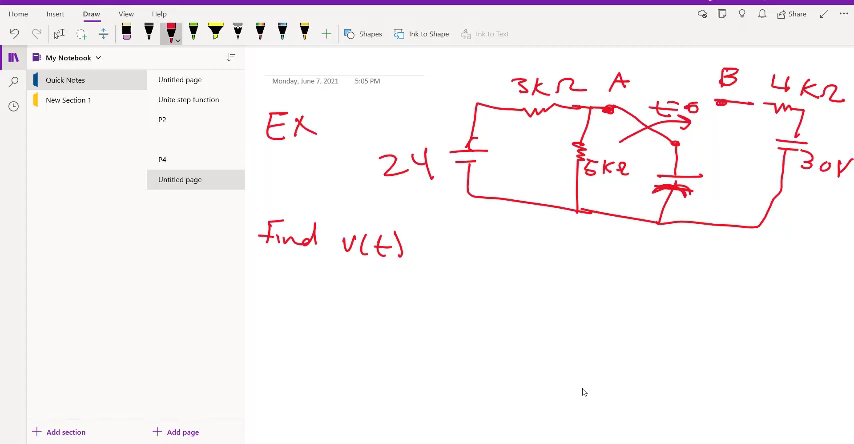 Home Insert Draw View Help
Share
Shapes
Ink to Shape
Ink to Text
My Notebook
Quick Notes
New Section 1
Untitled page
Unite step function
P2
P4
Untitled page
Add section
Add page
Monday, June 7, 2021 5:05 PM
3kΩ A t=0 B 4kΩ
Ex
24
5kΩ
30V
Find v(t)